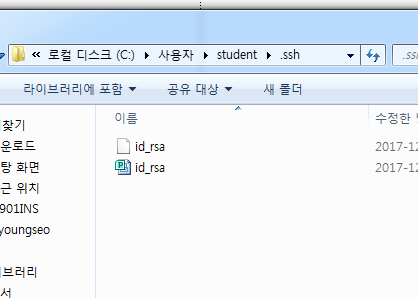 « 로컬 디스크 (C:) ▸ 사용자 ▸ student ▸ .ssh
라이브러리에 포함 공유 대상 새 폴더
이름 수정한
찾기
운로드 id_rsa 2017-12
탕 화면 id_rsa 2017-12
근 위치
901INS
youngseo
브러리
서